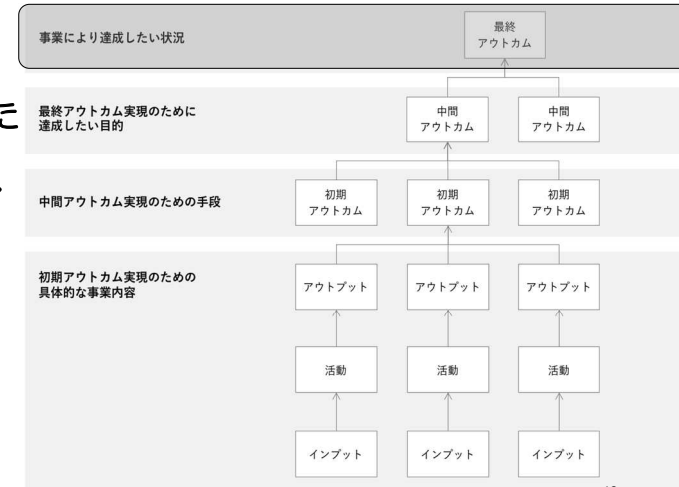 事業により達成したい状況
最終
アウトカム
た
最終アウトカム実現のために
達成したい目的
中間
アウトカム
中間
アウトカム
中間アウトカム実現のための手段
初期
アウトカム
初期
アウトカム
初期
アウトカム
初期アウトカム実現のための
具体的な事業内容
アウトプット
アウトプット
アウトプット
活動
活動
活動
インプット
インプット
インプット